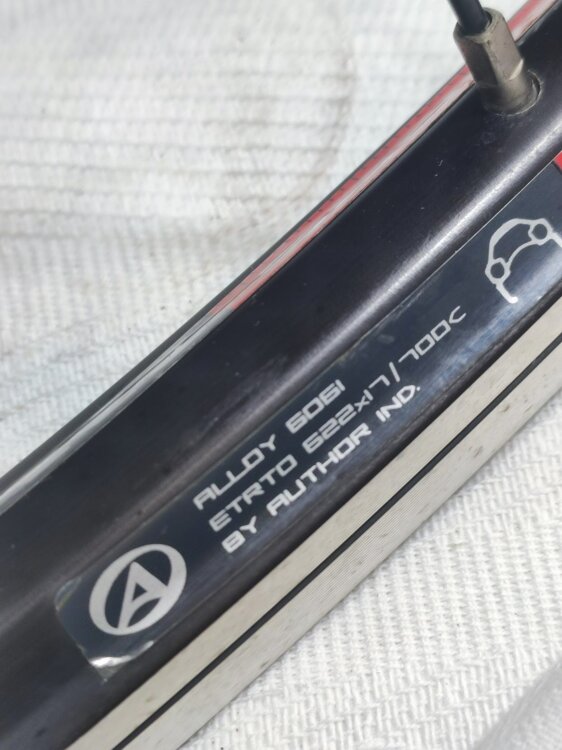 ALLOY 6061
ETRTO 622x17/700C
BY AUTHOR IND.
A